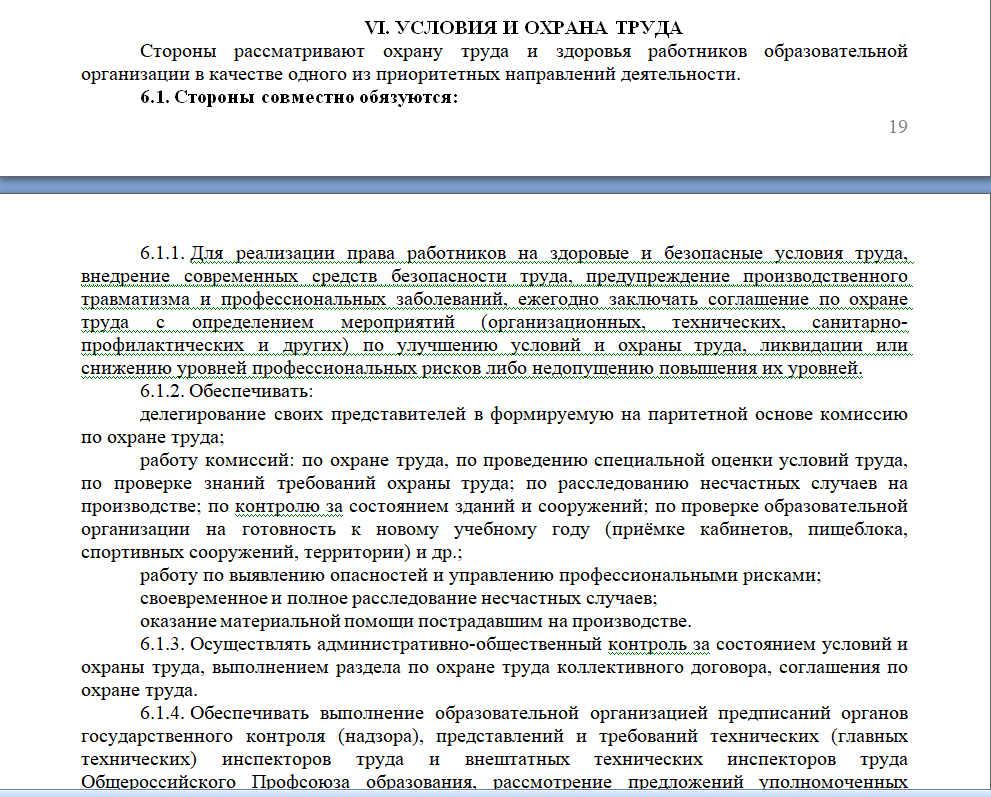 VI. УСЛОВИЯ И ОХРАНА ТРУДА
Стороны рассматривают охрану труда и здоровья работников образовательной
организации в качестве одного из приоритетных направлений деятельности.
6.1. Стороны совместно обязуются:
19
6.1.1. Для реализации права работников на здоровые и безопасные условия труда,
внедрение современных средств безопасности труда, предупреждение производственного
травматизма и профессиональных заболеваний, ежегодно заключать соглашение по охране
труда с определением мероприятий (организационных, технических, санитарно-
профилактических и других) по улучшению условий и охраны труда, ликвидации или
снижению уровней профессиональных рисков либо недопущению повышения их уровней.
6.1.2. Обеспечивать:
делегирование своих представителей в формируемую на паритетной основе комиссию
по охране труда;
работу комиссий: по охране труда, по проведению специальной оценки условий труда,
по проверке знаний требований охраны труда; по расследованию несчастных случаев на
производстве; по контролю за состоянием зданий и сооружений; по проверке образовательной
организации на готовность к новому учебному году (приёмке кабинетов, пищеблока,
спортивных сооружений, территории) и др.;
работу по выявлению опасностей и управлению профессиональными рисками;
своевременное и полное расследование несчастных случаев;
оказание материальной помощи пострадавшим на производстве.
6.1.3. Осуществлять административно-общественный контроль за состоянием условий и
охраны труда, выполнением раздела по охране труда коллективного договора, соглашения по
охране труда.
6.1.4. Обеспечивать выполнение образовательной организацией предписаний органов
государственного контроля (надзора), представлений и требований технических (главных
технических) инспекторов труда и внештатных технических инспекторов труда
Общероссийского Профсоюза образования, рассмотрение предложений уполномоченных